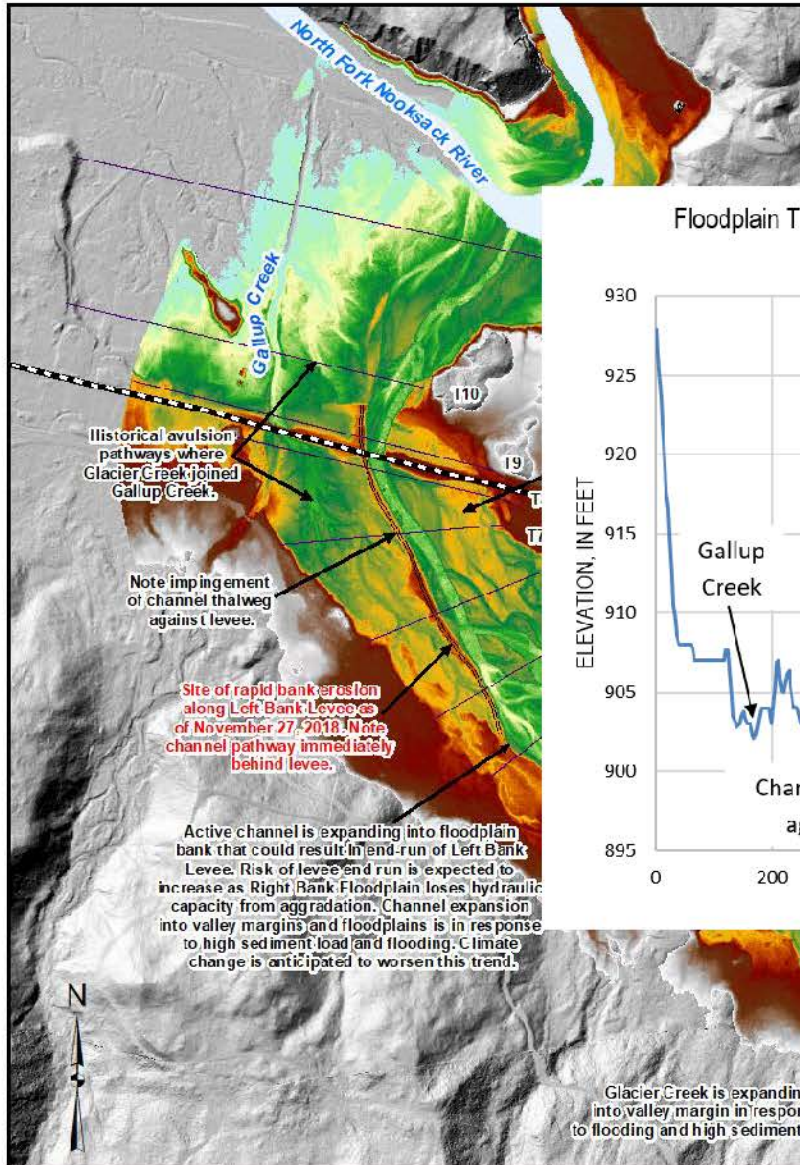 North Fork Nooksack River
Gallup Creek
T10
T9
T7
Historical avulsion
pathways where
Glacier Creek joined
Gallup Creek.
Note impingement
of channel thalweg
against levee.
Site of rapid bank erosion
along Left Bank Levee as
of November 27, 2018. Note
channel pathway immediately
behind levee.
Active channel is expanding into floodplain
bank that could result in end-run of Left Bank
Levee. Risk of levee end run is expected to
increase as Right Bank Floodplain loses hydraulic
capacity from aggradation. Channel expansion
into valley margins and floodplains is in response
to high sediment load and flooding. Climate
change is anticipated to worsen this trend.
N
Glacier Creek is expandin
into valley margin in respon
to flooding and high sediment
Floodplain T
ELEVATION, IN FEET
930
925
920
915
910
905
900
895
Gallup
Creek
Chan
ag
0
200